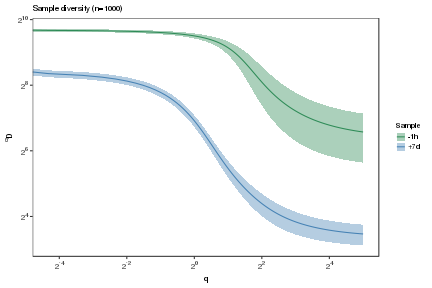 Sample diversity (n=1000)
2^10
2^8
2^6
2^4
qD
2^-4
2^-2
2^0
2^2
2^4
q
Sample
-1h
+7d